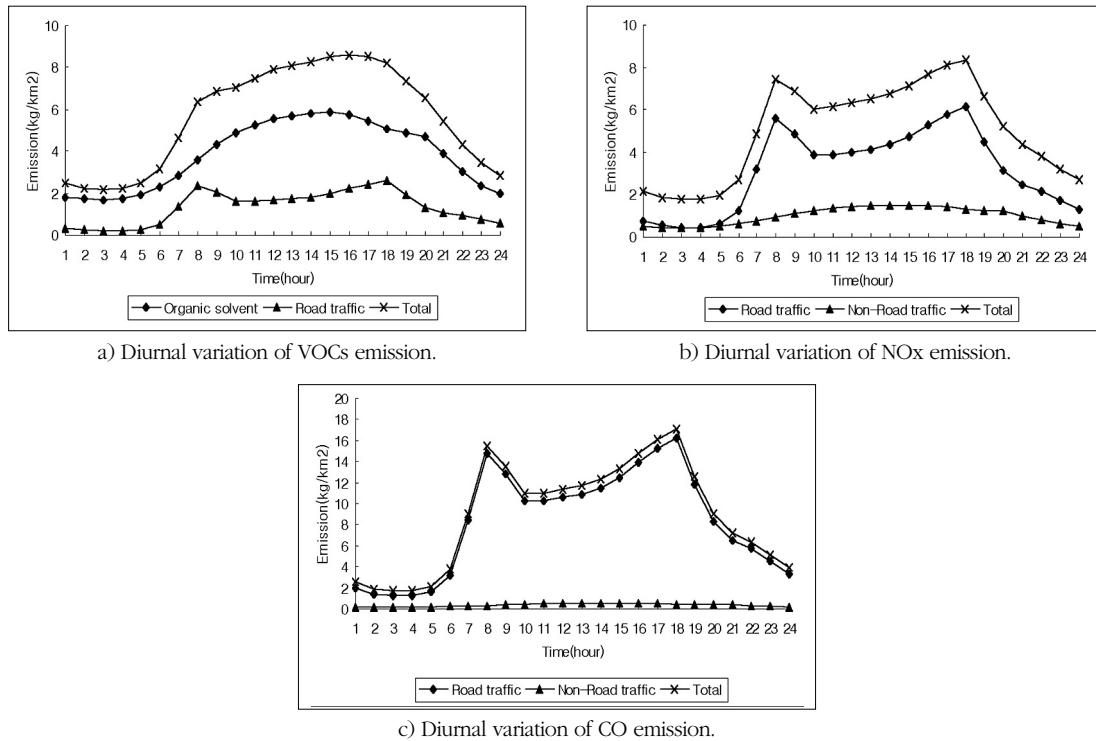 10
8
6
4
2
0
Emission(kg/km2)
1 2 3 4 5 6 7 8 9 10 11 12 13 14 15 16 17 18 19 20 21 22 23 24
Time(hour)
Organic solvent Road traffic Total
a) Diurnal variation of VOCs emission.
10
8
6
4
2
0
Emission(kg/km2)
1 2 3 4 5 6 7 8 9 10 11 12 13 14 15 16 17 18 19 20 21 22 23 24
Time(hour)
Road traffic Non-Road traffic Total
b) Diurnal variation of NOx emission.
20
18
16
14
12
10
8
6
4
2
0
Emission(kg/km2)
1 2 3 4 5 6 7 8 9 10 11 12 13 14 15 16 17 18 19 20 21 22 23 24
Time(hour)
Road traffic Non-Road traffic Total
c) Diurnal variation of CO emission.